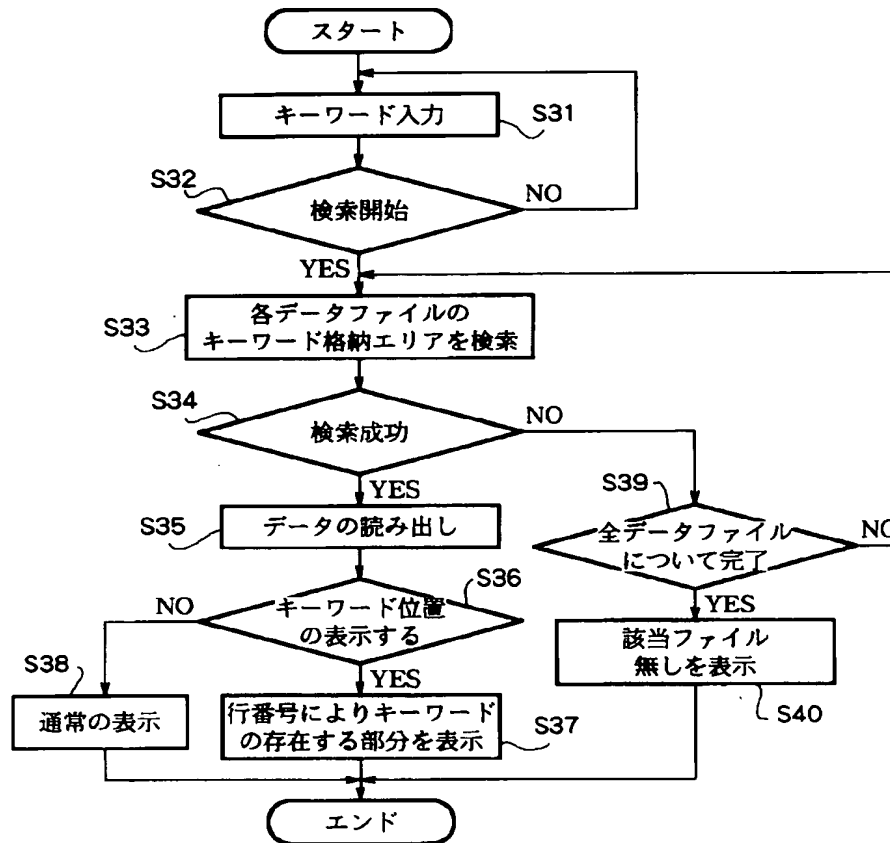 スタート
キーワード入力
S31
S32
検索開始
NO
YES
各データファイルの
キーワード格納エリアを検索
S33
S34
検索成功
NO
YES
S35
データの読み出し
S39
全データファイル
について完了
NO
S36
キーワード位置
の表示する
NO
YES
YES
S38
通常の表示
行番号によりキーワード
の存在する部分を表示
S37
該当ファイル
無しを表示
S40
エンド